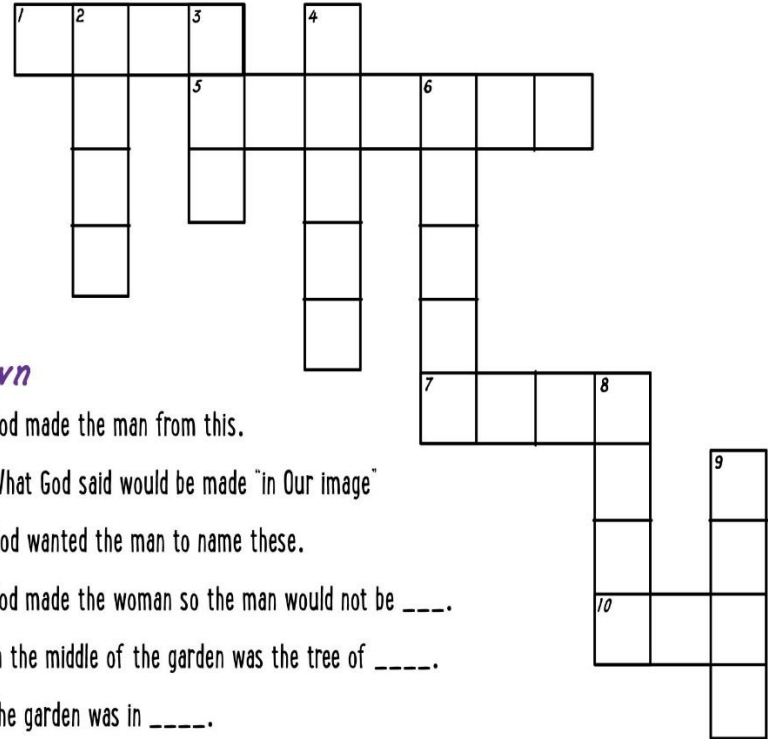 1 2 3 4
5 6
wn
od made the man from this.
7 8
hat God said would be made "in Our image"
9
od wanted the man to name these.
od made the woman so the man would not be ___.
10
the middle of the garden was the tree of ____.
he garden was in ____.